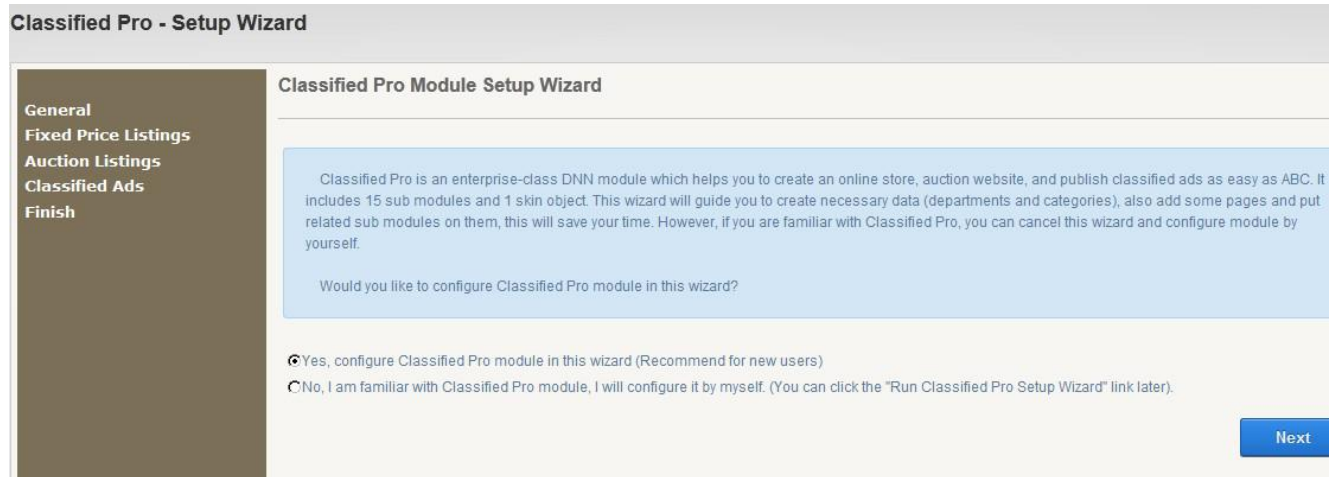 Classified Pro - Setup Wizard
General
Fixed Price Listings
Auction Listings
Classified Ads
Finish
Classified Pro Module Setup Wizard
Classified Pro is an enterprise-class DNN module which helps you to create an online store, auction website, and publish classified ads as easy as ABC. It
includes 15 sub modules and 1 skin object. This wizard will guide you to create necessary data (departments and categories), also add some pages and put
related sub modules on them, this will save your time. However, if you are familiar with Classified Pro, you can cancel this wizard and configure module by
yourself.
Would you like to configure Classified Pro module in this wizard?
Yes, configure Classified Pro module in this wizard (Recommend for new users)
No, I am familiar with Classified Pro module, I will configure it by myself. (You can click the "Run Classified Pro Setup Wizard" link later).
Next